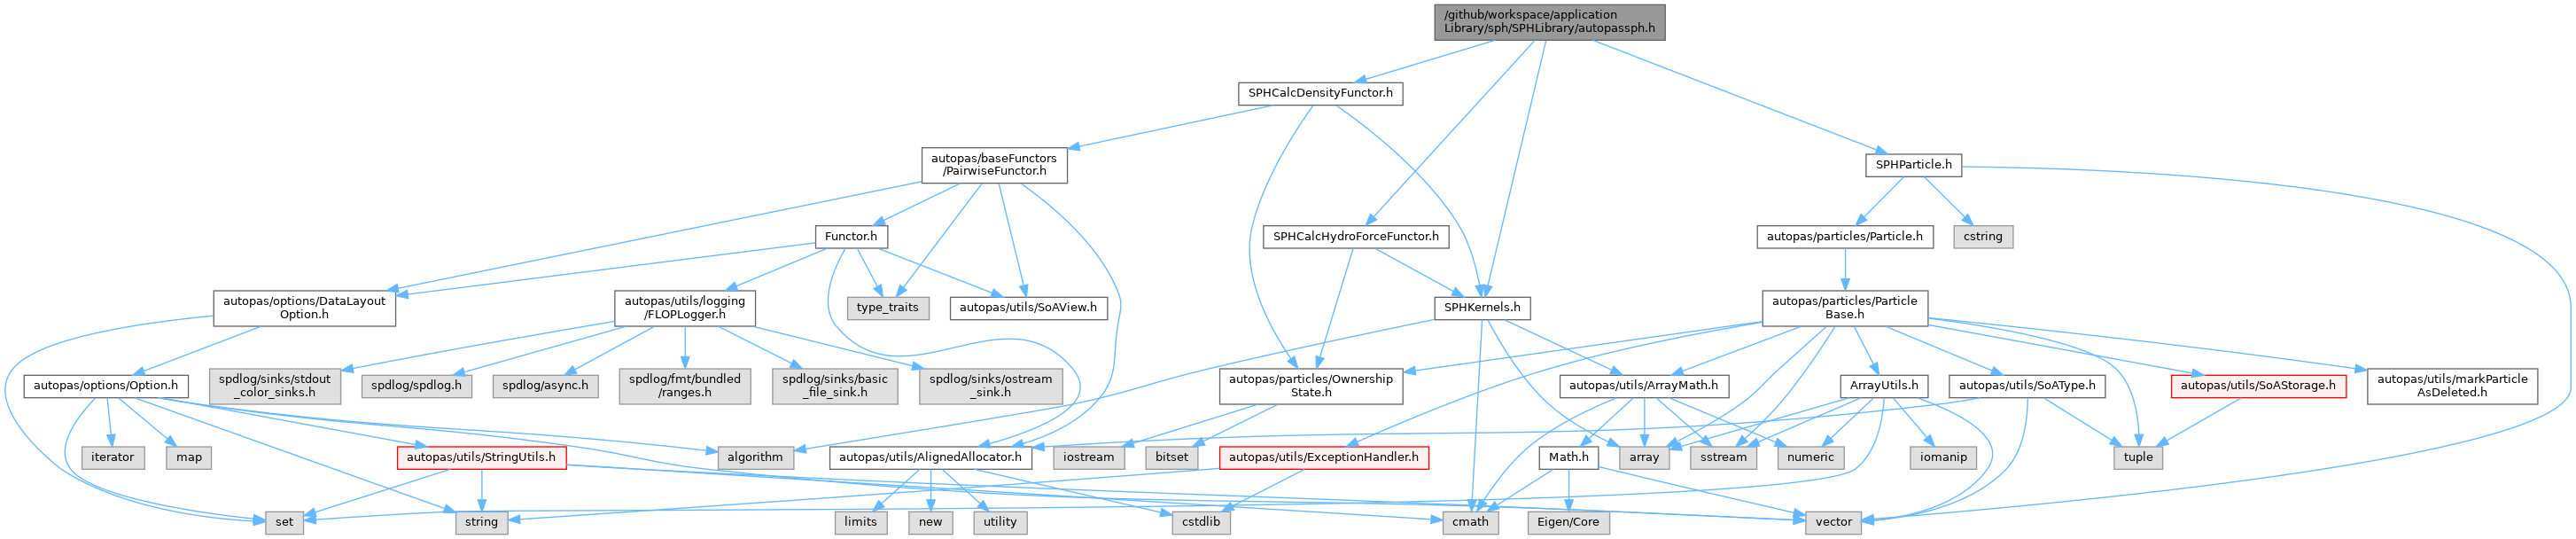 /github/workspace/application
Library/sph/SPHLibrary/autopassph.h
SPHCalcDensityFunctor.h
autopas/baseFunctors
/PairwiseFunctor.h
SPHParticle.h
Functor.h
SPHCalcHydroForceFunctor.h
autopas/particles/Particle.h
cstring
autopas/options/DataLayout
Option.h
autopas/utils/logging
/FLOPLogger.h
type_traits
autopas/utils/SoAView.h
SPHKernels.h
autopas/particles/Particle
Base.h
autopas/options/Option.h
spdlog/sinks/stdout
_color_sinks.h
spdlog/spdlog.h
spdlog/async.h
spdlog/fmt/bundled
/ranges.h
spdlog/sinks/basic
_file_sink.h
spdlog/sinks/ostream
_sink.h
autopas/particles/Ownership
State.h
autopas/utils/ArrayMath.h
ArrayUtils.h
autopas/utils/SoAType.h
autopas/utils/SoAStorage.h
autopas/utils/markParticle
AsDeleted.h
iterator
map
autopas/utils/StringUtils.h
algorithm
autopas/utils/AlignedAllocator.h
iostream
bitset
autopas/utils/ExceptionHandler.h
Math.h
array
sstream
numeric
iomanip
tuple
set
string
limits
new
utility
cstdlib
cmath
Eigen/Core
vector